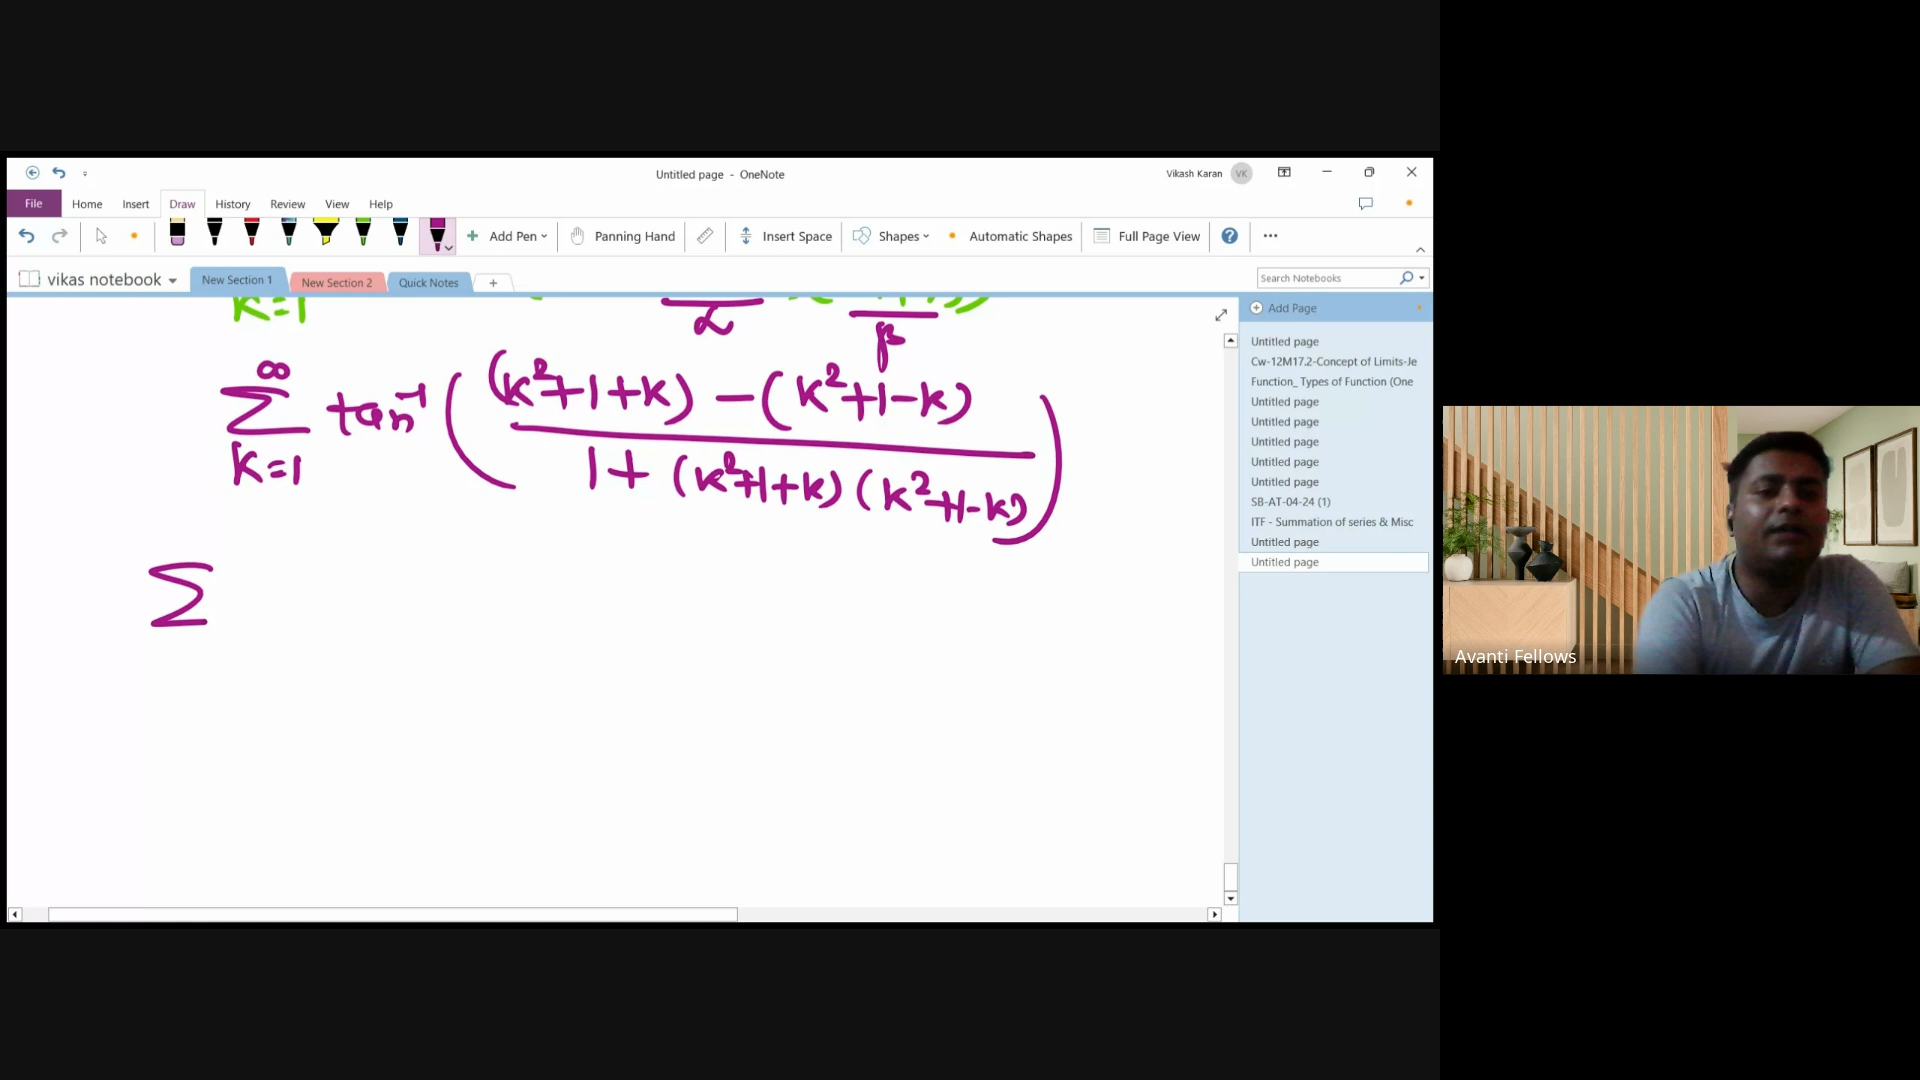 Untitled page - OneNote
Vikash Karan VK
File Home Insert Draw History Review View Help
Add Pen Panning Hand Insert Space Shapes Automatic Shapes Full Page View
vikas notebook New Section 1 New Section 2 Quick Notes +
Search Notebooks
Add Page
Untitled page
Cw-12M17.2-Concept of Limits-Je
Function_ Types of Function (One
Untitled page
Untitled page
Untitled page
Untitled page
Untitled page
SB-AT-04-24 (1)
ITF - Summation of series & Misc
Untitled page
Untitled page
K=1
α β
∞
∑ tan⁻¹ ( (k²+1+k) - (k²+1-k)
K=1 1+ (k²+1+k) (k²+1-k) )
∑
Avanti Fellows